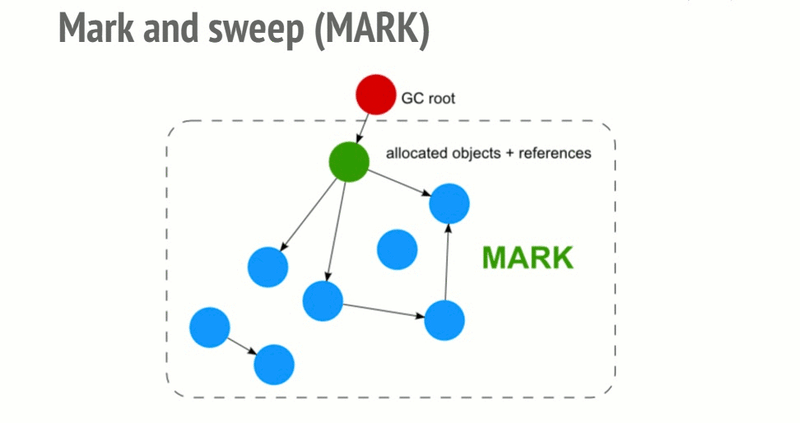 Mark and sweep (MARK)
GC root
allocated objects + references
MARK